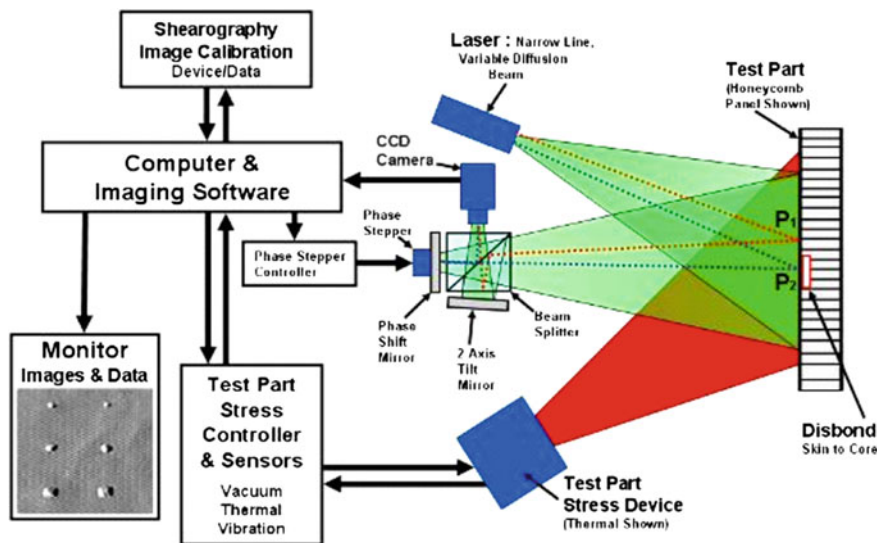 Shearography
Image Calibration
Device/Data
Computer &
Imaging Software
Phase Stepper
Controller
Monitor
Images & Data
Test Part
Stress
Controller
& Sensors
Vacuum
Thermal
Vibration
Laser : Narrow Line,
Variable Diffusion
Beam
CCD
Camera
Phase
Stepper
Phase
Shift
Mirror
2 Axis
Tilt
Mirror
Beam
Splitter
Test Part
(Honeycomb
Panel Shown)
P1
P2
Disbond
Skin to Core
Test Part
Stress Device
(Thermal Shown)